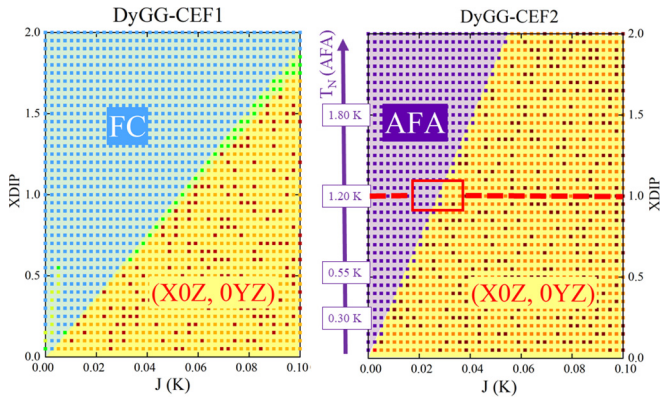 DyGG-CEF1
2.0
1.5
1.0
0.5
0.0
XDIP
FC
(X0Z, 0YZ)
0.00 0.02 0.04 0.06 0.08 0.10
J (K)
DyGG-CEF2
T_N (AFA)
1.80 K
1.20 K
0.55 K
0.30 K
AFA
(X0Z, 0YZ)
2.0
1.5
1.0
0.5
0.0
XDIP
0.00 0.02 0.04 0.06 0.08 0.10
J (K)